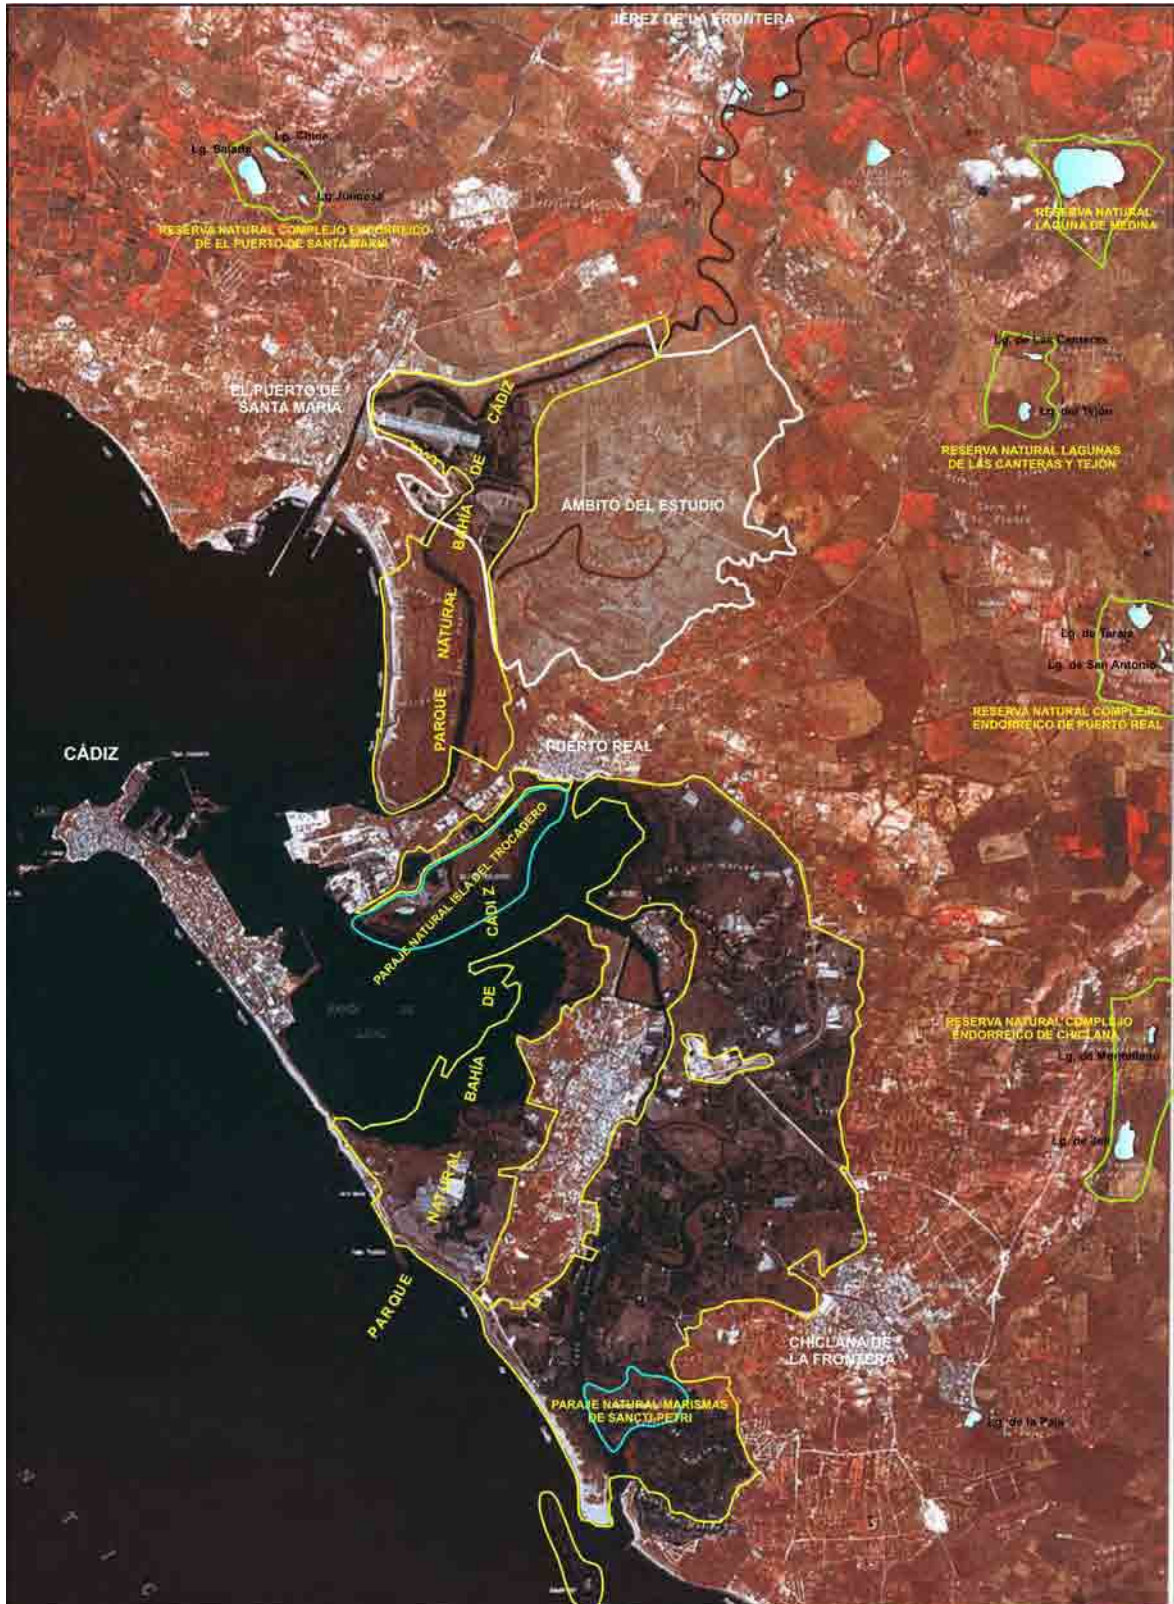 JEREZ DE LA FRONTERA
Lg. Chica
Lg. Salada
Lg. Juncosa
RESERVA NATURAL COMPLEJO ENDORREICO
DE EL PUERTO DE SANTA MARIA
RESERVA NATURAL
LAGUNA DE MEDINA
Lg. de Las Canteras
Lg. del Tejón
RESERVA NATURAL LAGUNAS
DE LAS CANTERAS Y TEJÓN
EL PUERTO DE
SANTA MARÍA
PARQUE NATURAL BAHÍA DE CÁDIZ
ÁMBITO DEL ESTUDIO
Lg. de Taraje
Lg. de San Antonio
RESERVA NATURAL COMPLEJO
ENDORREICO DE PUERTO REAL
CÁDIZ
PUERTO REAL
PARAJE NATURAL ISLA DEL TROCADERO
PARQUE NATURAL BAHÍA DE CÁDIZ
RESERVA NATURAL COMPLEJO
ENDORREICO DE CHICLANA
Lg. de Jeli
CHICLANA DE
LA FRONTERA
PARAJE NATURAL MARISMAS
DE SANCTI-PETRI
Lg. de la Paja